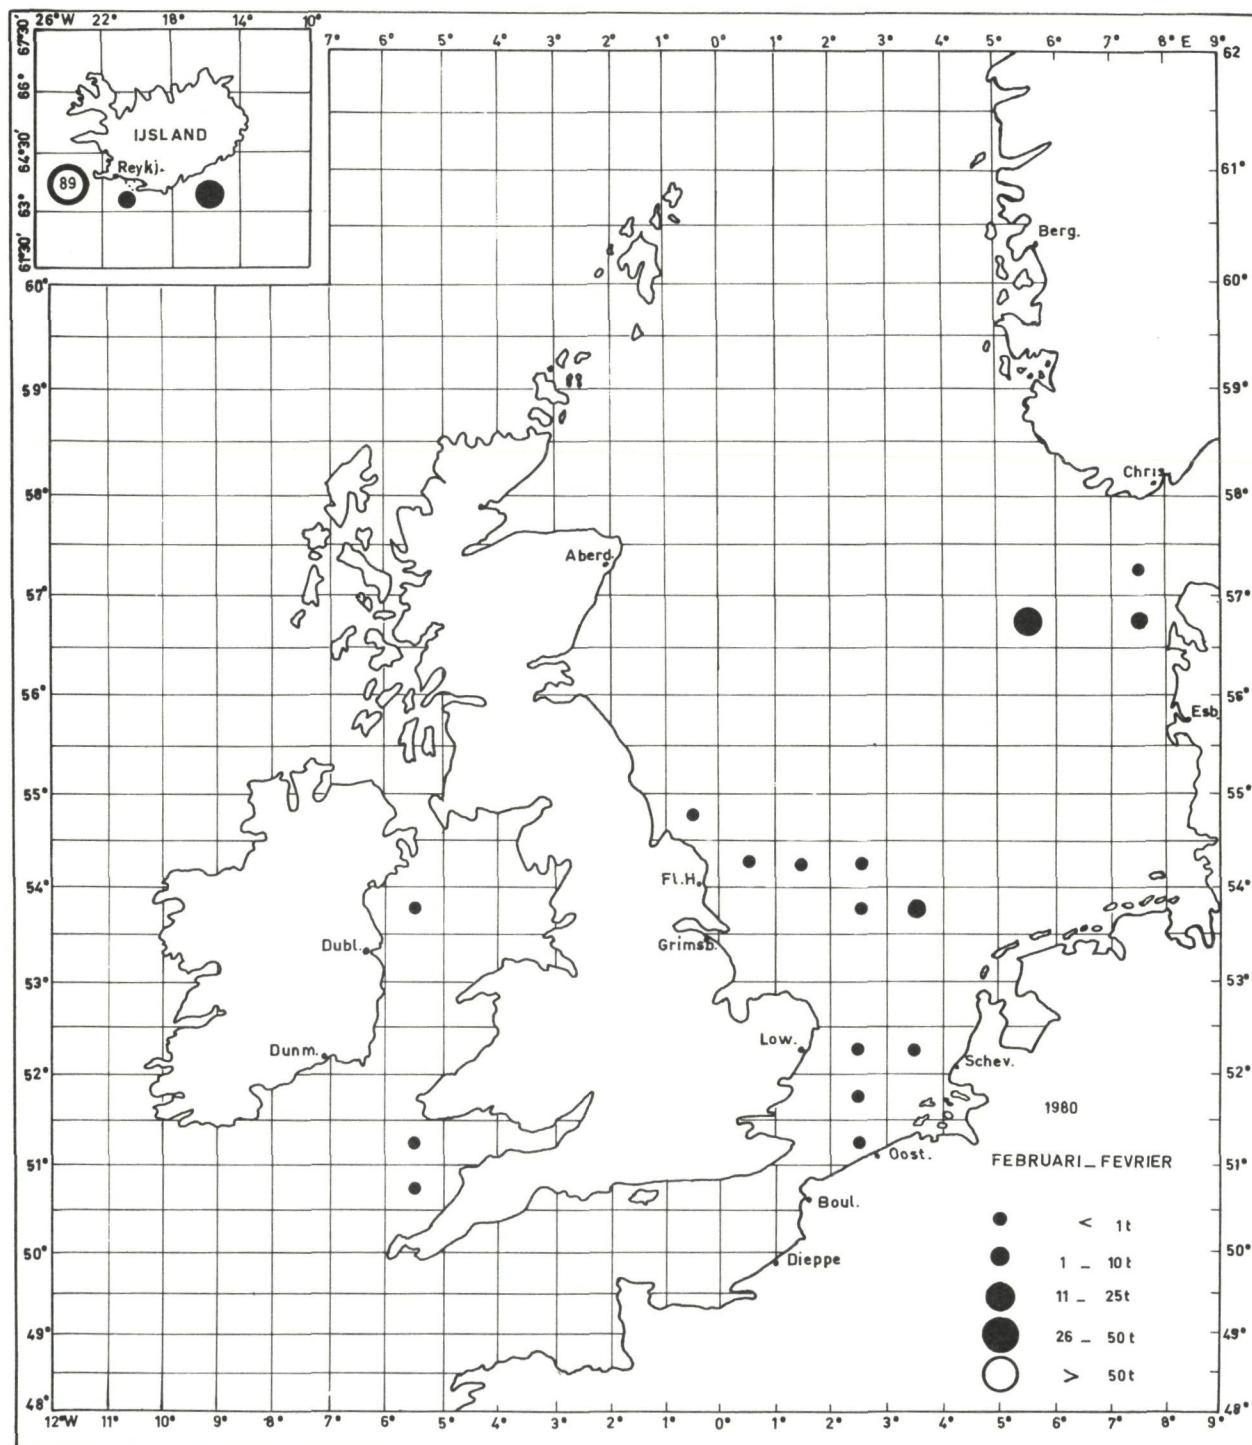 26°W 22° 18° 14° 10°
67°30'
66°
64°30'
63°
61°30'
IJSLAND
Reykj.
89
7° 6° 5° 4° 3° 2° 1° 0° 1° 2° 3° 4° 5° 6° 7° 8° E 9°
62
61°
60°
59°
58°
57°
56°
55°
54°
53°
52°
51°
50°
49°
48°
60°
59°
58°
57°
56°
55°
54°
53°
52°
51°
50°
49°
48°
Berg.
Chris
Aberd.
Esb
Fl.H.
Grimsb.
Dubl.
Dunm.
Low.
Schev.
Oost.
Boul.
Dieppe
1980
FEBRUARI _ FEVRIER
< 1t
1 _ 10t
11 _ 25t
26 _ 50t
> 50t
12°W 11° 10° 9° 8° 7° 6° 5° 4° 3° 2° 1° 0° 1° 2° 3° 4° 5° 6° 7° 8° 9°